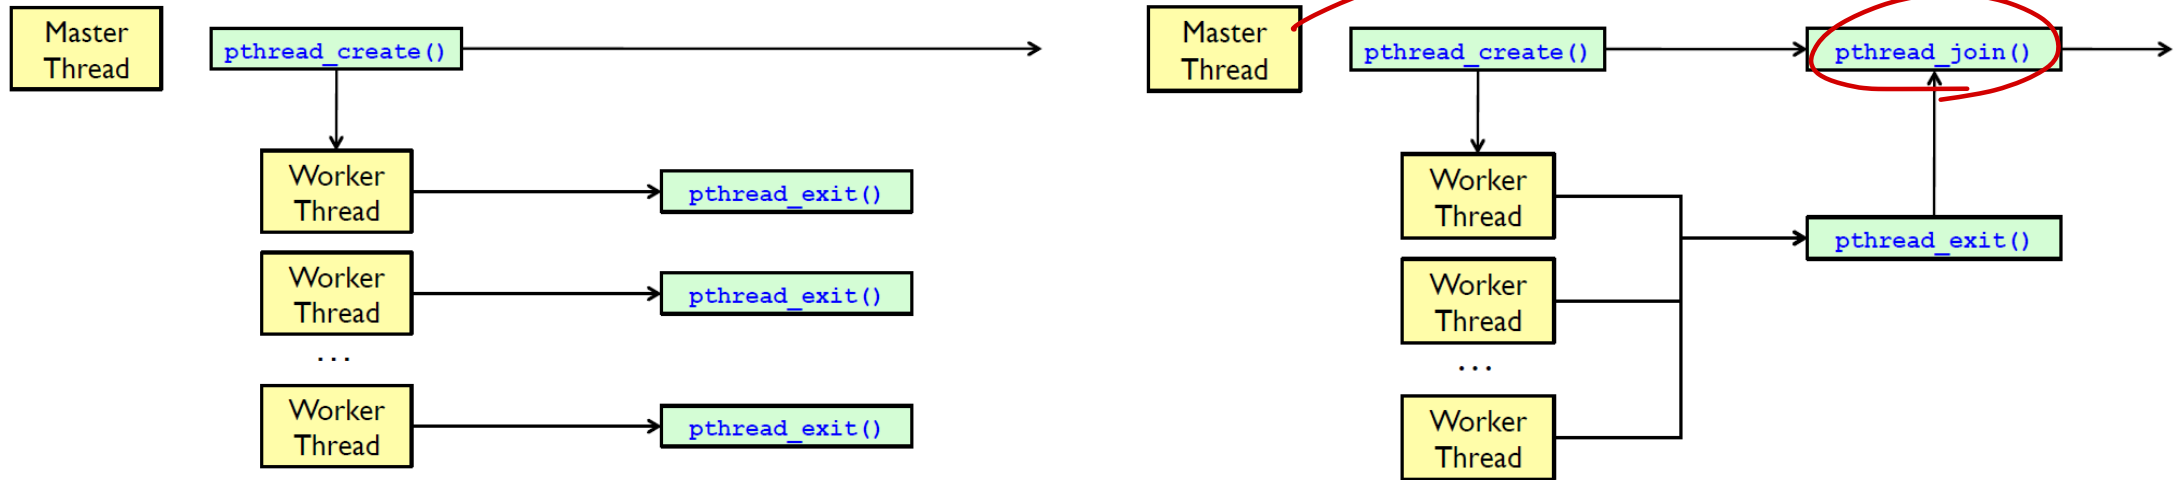 Master
Thread
pthread_create()
Worker
Thread
pthread_exit()
Worker
Thread
pthread_exit()
...
Worker
Thread
pthread_exit()
Master
Thread
pthread_create()
pthread_join()
Worker
Thread
Worker
Thread
pthread_exit()
...
Worker
Thread